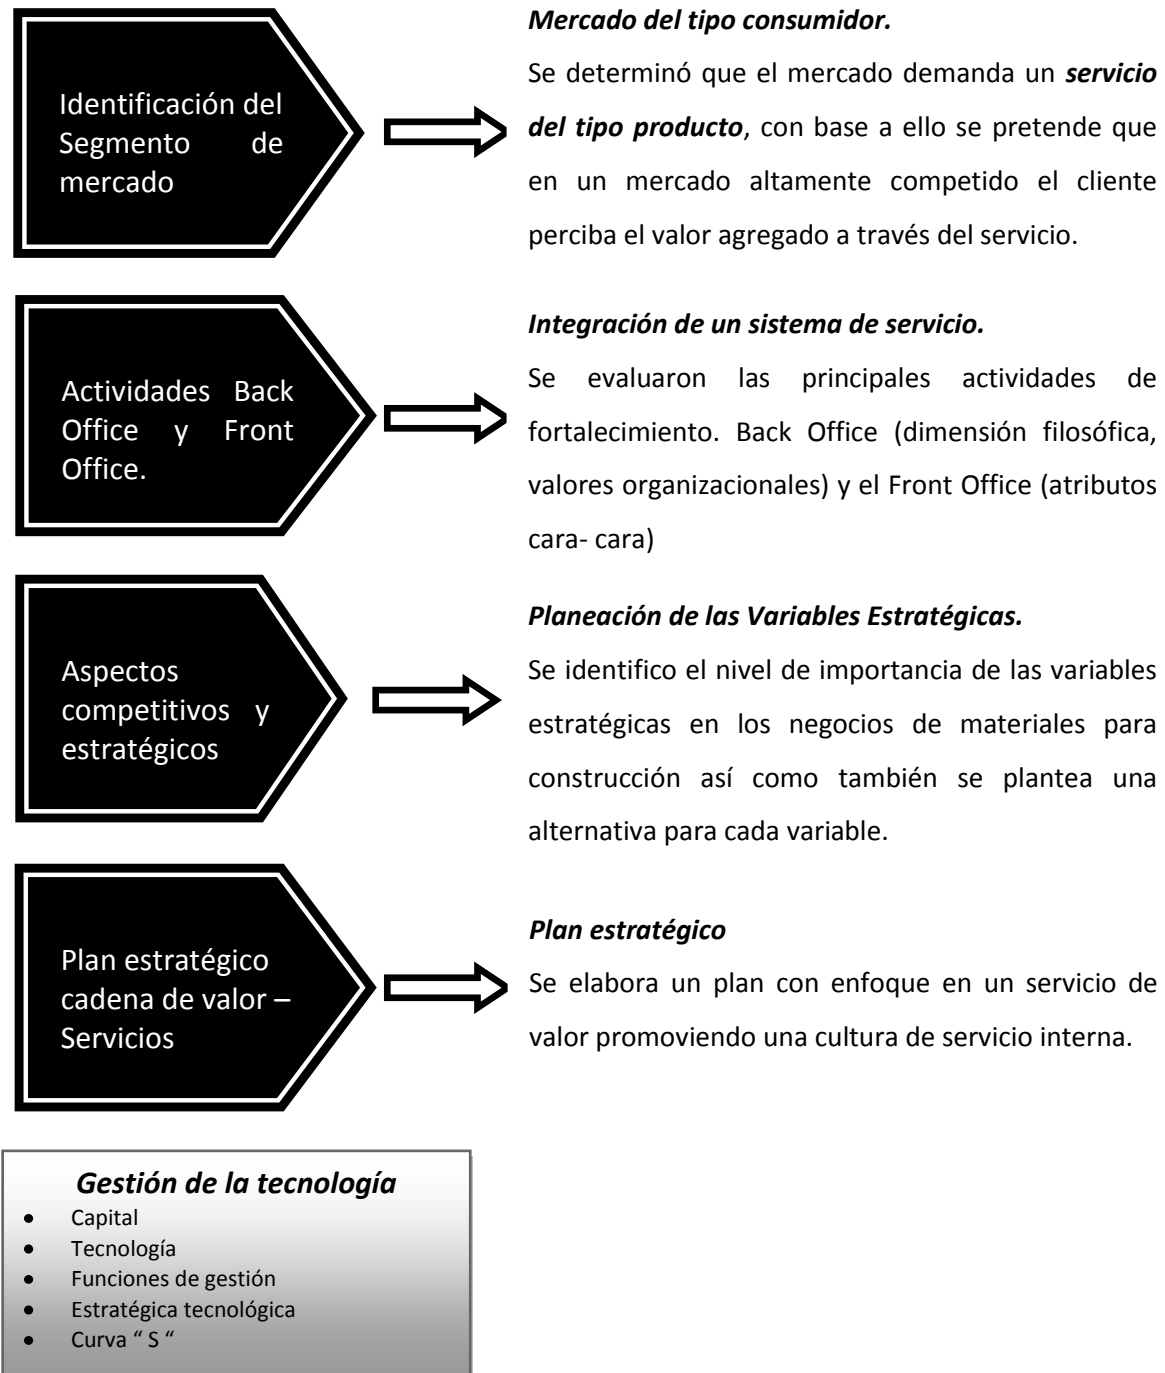 Identificación del
Segmento de
mercado
Mercado del tipo consumidor.
Se determinó que el mercado demanda un servicio
del tipo producto, con base a ello se pretende que
en un mercado altamente competido el cliente
perciba el valor agregado a través del servicio.
Actividades Back
Office y Front
Office.
Integración de un sistema de servicio.
Se evaluaron las principales actividades de
fortalecimiento. Back Office (dimensión filosófica,
valores organizacionales) y el Front Office (atributos
cara- cara)
Aspectos
competitivos y
estratégicos
Planeación de las Variables Estratégicas.
Se identifico el nivel de importancia de las variables
estratégicas en los negocios de materiales para
construcción así como también se plantea una
alternativa para cada variable.
Plan estratégico
cadena de valor –
Servicios
Plan estratégico
Se elabora un plan con enfoque en un servicio de
valor promoviendo una cultura de servicio interna.
Gestión de la tecnología
• Capital
• Tecnología
• Funciones de gestión
• Estratégica tecnológica
• Curva “ S “